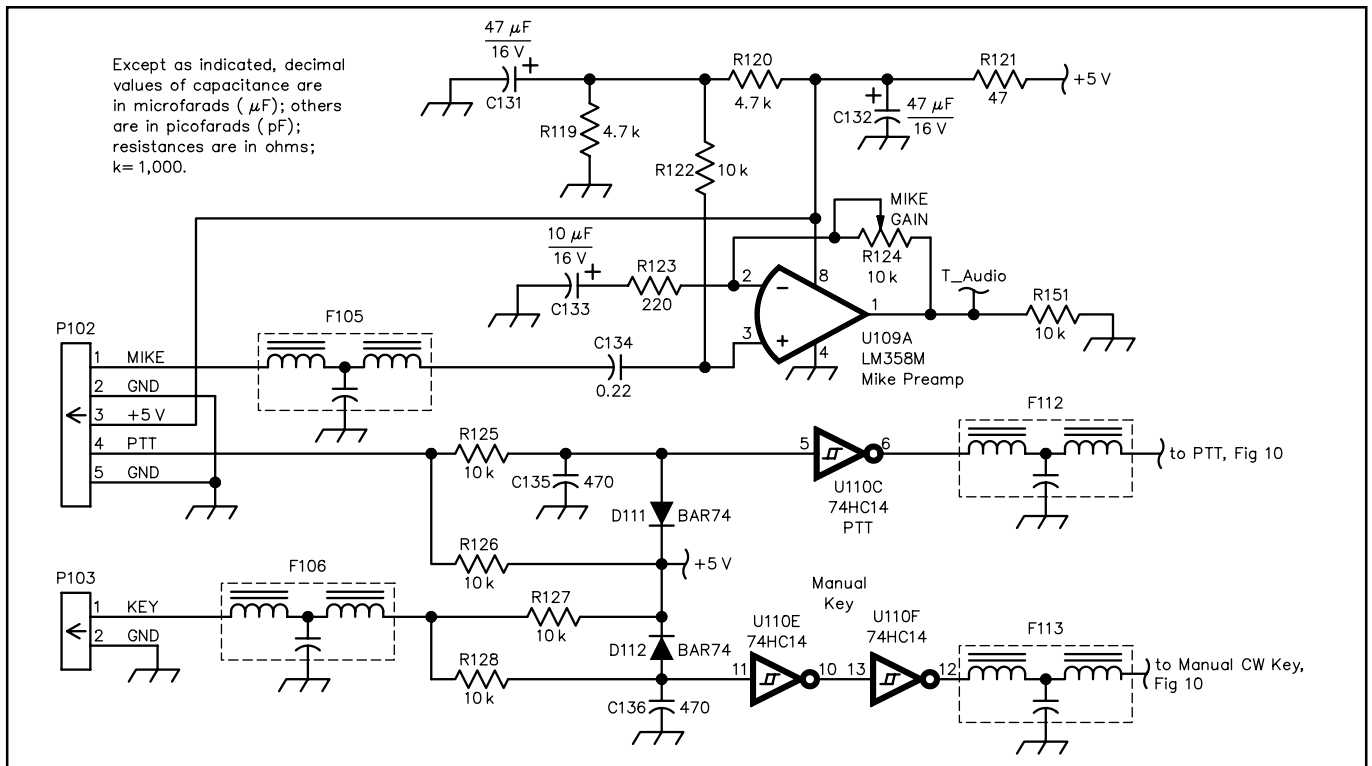 Except as indicated, decimal
values of capacitance are
in microfarads ( μF); others
are in picofarads ( pF);
resistances are in ohms;
k= 1,000.
47 μF
16 V
+
C131
R119
4.7 k
R120
4.7 k
R122
10 k
+
C132
47 μF
16 V
R121
47
+5 V
MIKE
GAIN
R124
10 k
10 μF
16 V
+
C133
R123
220
2
−
8
3
+
4
1
U109A
LM358M
Mike Preamp
T_Audio
R151
10 k
P102
1 MIKE
2 GND
3 +5 V
4 PTT
5 GND
F105
C134
0.22
R125
10 k
C135
470
D111
BAR74
5
6
U110C
74HC14
PTT
F112
to PTT, Fig 10
R126
10 k
+5 V
P103
1 KEY
2 GND
F106
R127
10 k
D112
BAR74
R128
10 k
C136
470
Manual
Key
U110E
74HC14
11
10
U110F
74HC14
13
12
F113
to Manual CW Key,
Fig 10